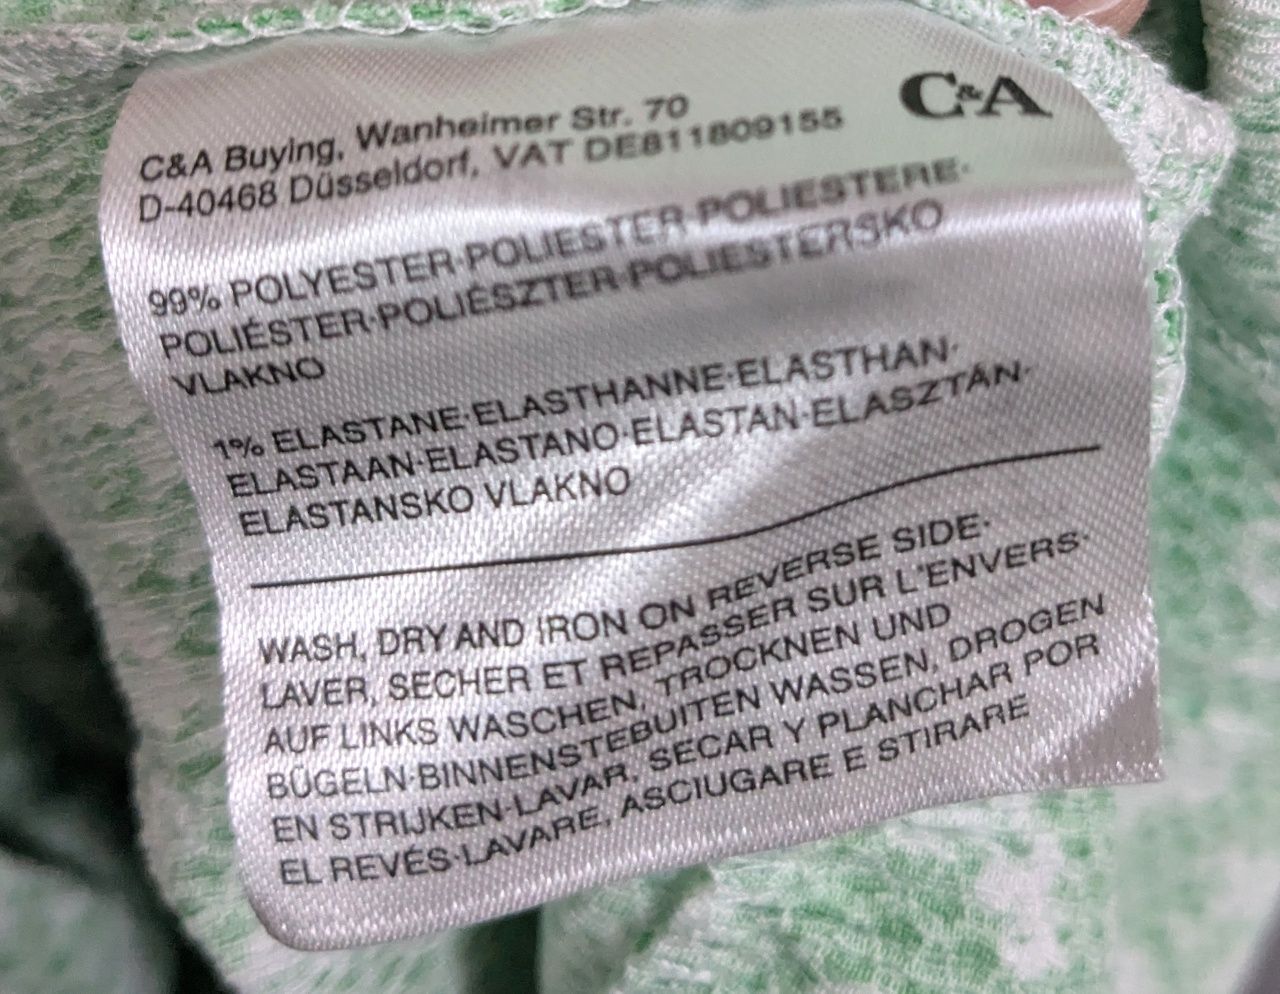 C&A
C&A Buying, Wanheimer Str. 70
D-40468 Düsseldorf, VAT DE811809155
99% POLYESTER·POLIESTER·POLIESTERE·
POLIÉSTER·POLIÉSZTER·POLIESTERSKO
VLAKNO
1% ELASTANE·ELASTHANNE·ELASTHAN·
ELASTAAN·ELASTANO·ELASTAN·ELASZTÁN·
ELASTANSKO VLAKNO
WASH, DRY AND IRON ON REVERSE SIDE·
LAVER, SECHER ET REPASSER SUR L'ENVERS·
AUF LINKS WASCHEN, TROCKNEN UND
BÜGELN·BINNENSTEBUITEN WASSEN, DROGEN
EN STRIJKEN·LAVAR, SECAR Y PLANCHAR POR
EL REVÉS·LAVARE, ASCIUGARE E STIRARE